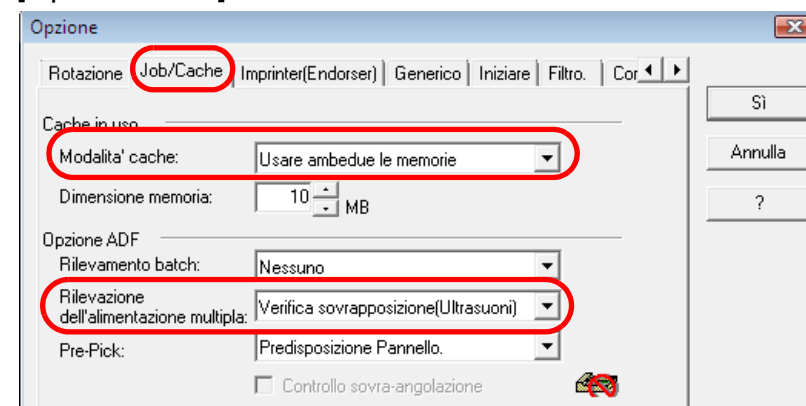 Opzione
Rotazione Job/Cache Imprinter(Endorser) Generico Iniziare Filtro.
Sì
Cache in uso
Modalita' cache: Usare ambedue le memorie
Annulla
Dimensione memoria: 10 MB
?
Opzione ADF
Rilevamento batch: Nessuno
Rilevazione
dell'alimentazione multipla: Verifica sovrapposizione(Ultrasuoni)
Pre-Pick: Predisposizione Pannello.
Controllo sovra-angolazione